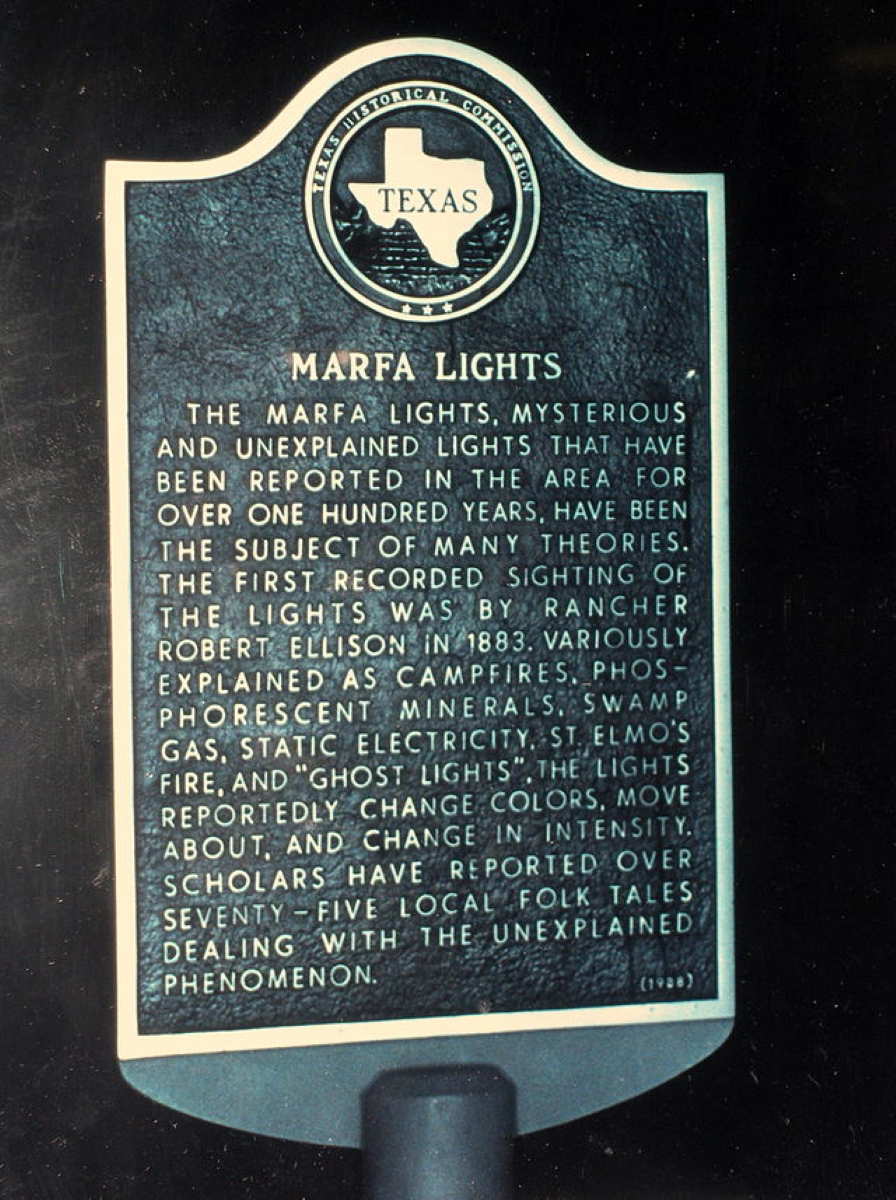 TEXAS HISTORICAL COMMISSION
TEXAS
MARFA LIGHTS
THE MARFA LIGHTS, MYSTERIOUS
AND UNEXPLAINED LIGHTS THAT HAVE
BEEN REPORTED IN THE AREA FOR
OVER ONE HUNDRED YEARS, HAVE BEEN
THE SUBJECT OF MANY THEORIES.
THE FIRST RECORDED SIGHTING OF
THE LIGHTS WAS BY RANCHER
ROBERT ELLISON IN 1883. VARIOUSLY
EXPLAINED AS CAMPFIRES, PHOS-
PHORESCENT MINERALS, SWAMP
GAS, STATIC ELECTRICITY, ST. ELMO'S
FIRE, AND "GHOST LIGHTS", THE LIGHTS
REPORTEDLY CHANGE COLORS, MOVE
ABOUT, AND CHANGE IN INTENSITY.
SCHOLARS HAVE REPORTED OVER
SEVENTY-FIVE LOCAL FOLK TALES
DEALING WITH THE UNEXPLAINED
PHENOMENON.
(1988)